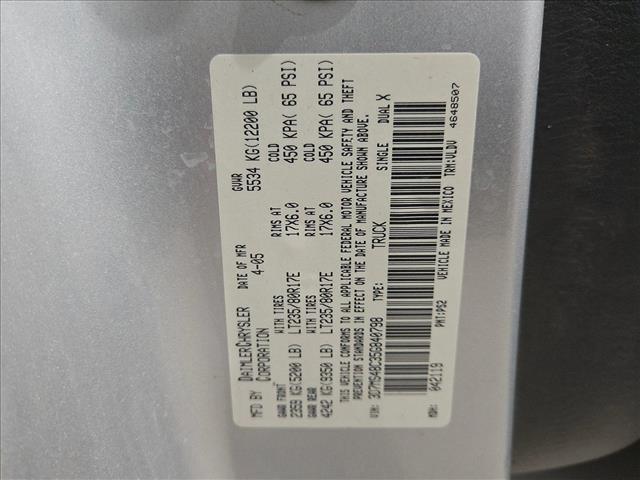 MFD BY DAIMLERCHRYSLER CORPORATION DATE OF MFR 4-05 GVWR 5534 KG(12200 LB)
GAWR FRONT 2359 KG(5200 LB) WITH TIRES LT235/80R17E RIMS AT 17X6.0 COLD 450 KPA( 65 PSI)
GAWR REAR 4242 KG(9350 LB) WITH TIRES LT235/80R17E RIMS AT 17X6.0 COLD 450 KPA( 65 PSI)
THIS VEHICLE CONFORMS TO ALL APPLICABLE FEDERAL MOTOR VEHICLE SAFETY AND THEFT
PREVENTION STANDARDS IN EFFECT ON THE DATE OF MANUFACTURE SHOWN ABOVE.
VIN: 3D7MS48C35G840798 TRUCK SINGLE DUAL X
MDH: 042119 PNT:PS2 VEHICLE MADE IN MEXICO TRM:VLDV 4648507